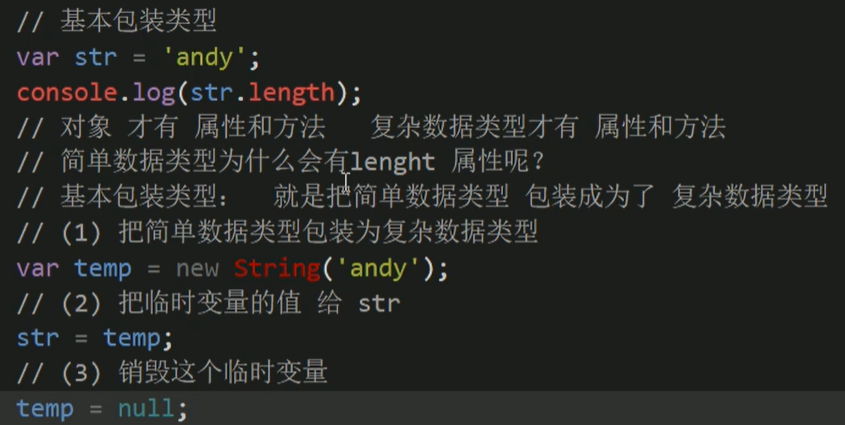 // 基本包装类型
var str = 'andy';
console.log(str.length);
// 对象 才有 属性和方法 复杂数据类型才有 属性和方法
// 简单数据类型为什么会有lenght 属性呢？
// 基本包装类型： 就是把简单数据类型 包装成为了 复杂数据类型
// (1) 把简单数据类型包装为复杂数据类型
var temp = new String('andy');
// (2) 把临时变量的值 给 str
str = temp;
// (3) 销毁这个临时变量
temp = null;